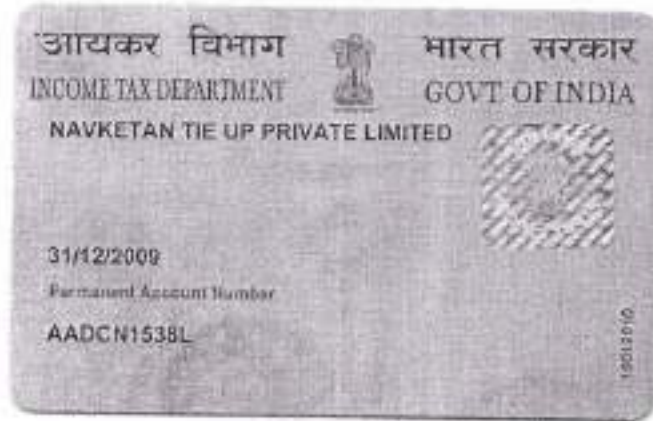 आयकर विभाग
भारत सरकार
INCOME TAX DEPARTMENT
GOVT. OF INDIA
NAVKETAN TIE UP PRIVATE LIMITED
31/12/2009
Permanent Account Number
AADCN1538L